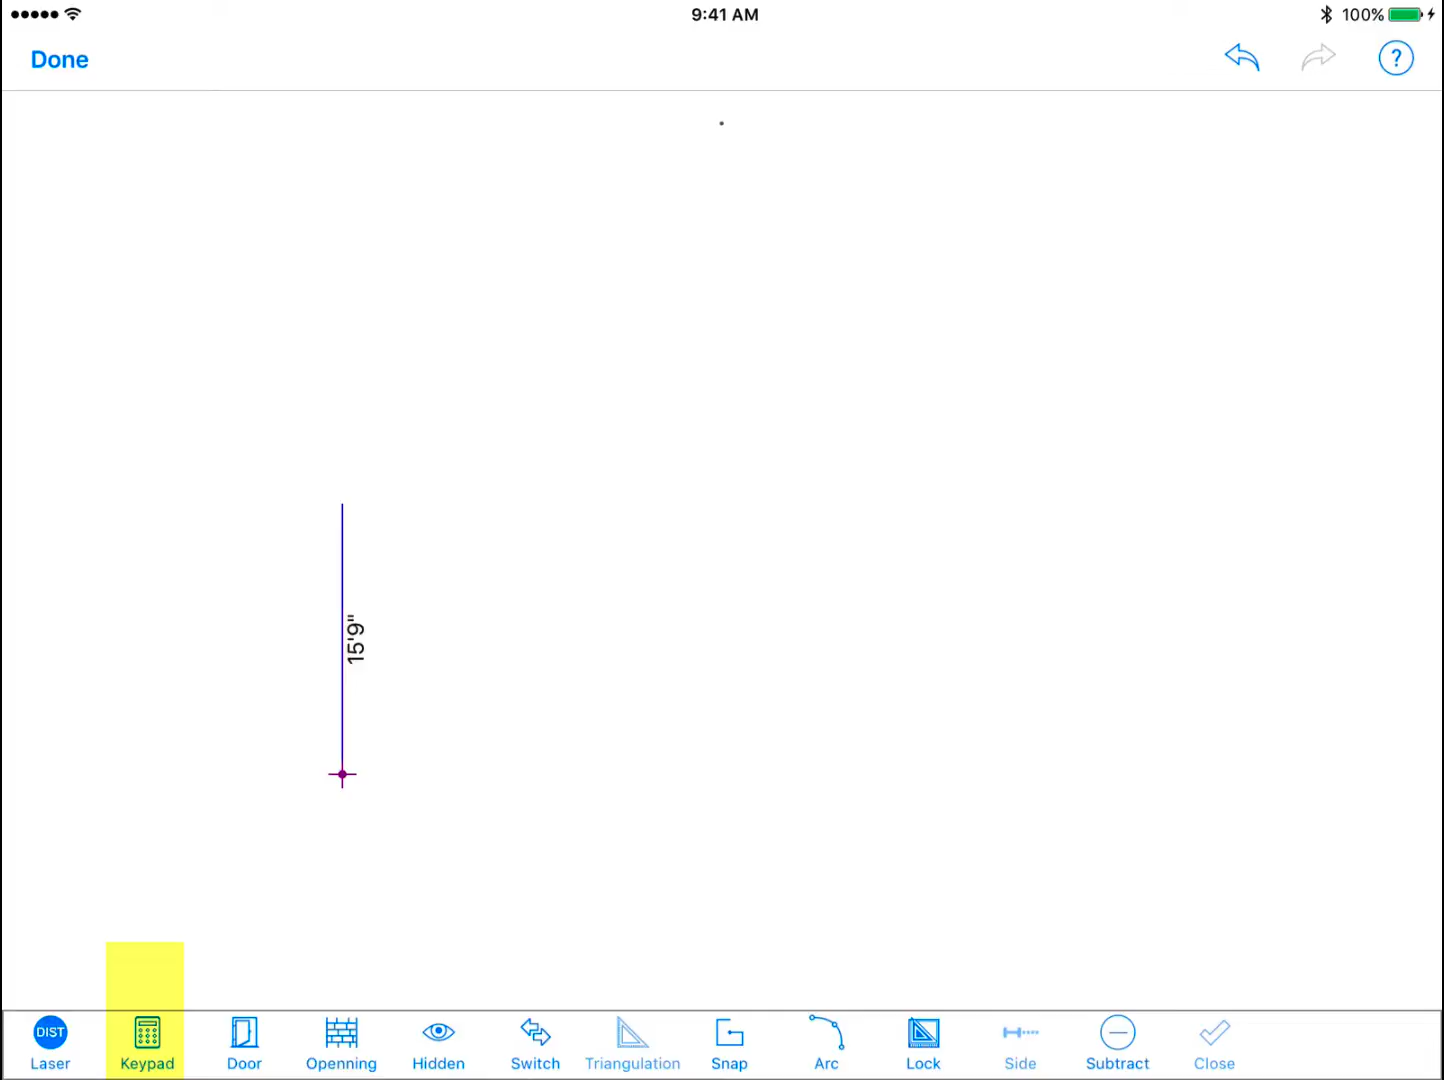 9:41 AM
100%
Done
?
15'9"
DIST
Laser
Keypad
Door
Openning
Hidden
Switch
Triangulation
Snap
Arc
Lock
Side
Subtract
Close